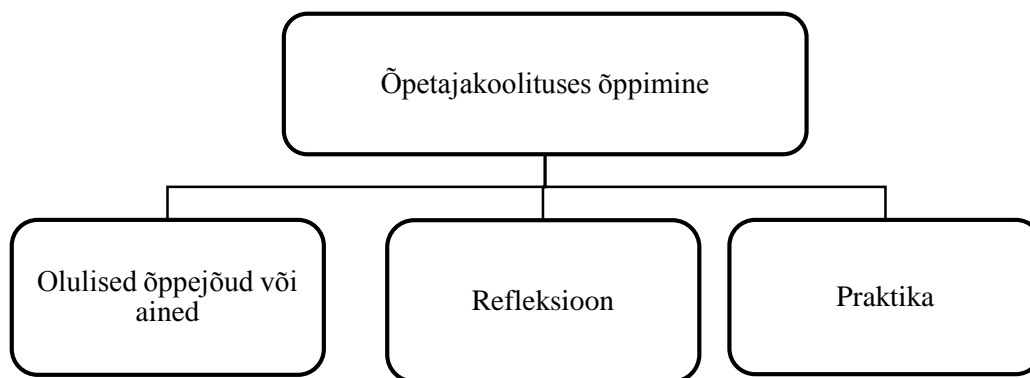 Õpetajakoolituses õppimine
Olulised õppejõud või
ained
Refleksioon
Praktika